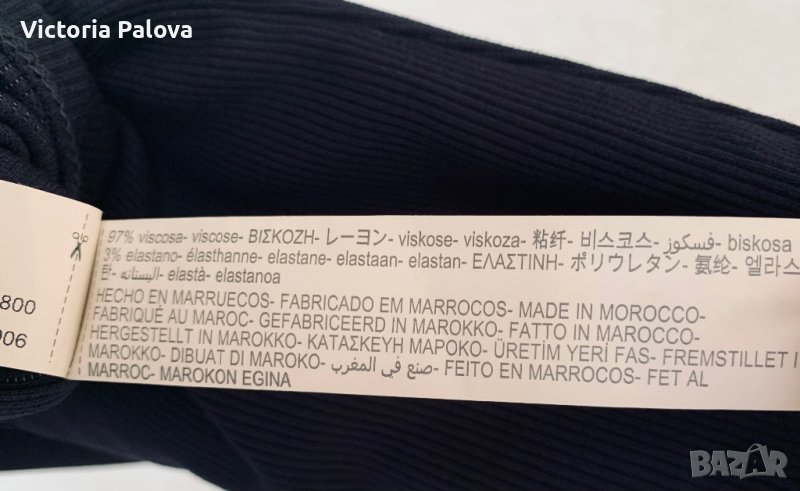 Victoria Palova
800
906
97% viscosa- viscose- ΒΙΣΚΟΖΗ- レーヨン- viskose- viskoza- 粘纤- 비스코스- فسكوز- biskosa
3% elastano- élasthanne- elastane- elastaan- elastan- ΕΛΑΣΤΙΝΗ- ポリウレタン- 氨纶- 엘라스
탄- اليستانه- elastà- elastanoa
HECHO EN MARRUECOS- FABRICADO EM MARROCOS- MADE IN MOROCCO-
FABRIQUÉ AU MAROC- GEFABRICEERD IN MAROKKO- FATTO IN MAROCCO-
HERGESTELLT IN MAROKKO- ΚΑΤΑΣΚΕΥΗ ΜΑΡΟΚΟ- ÜRETİM YERİ FAS- FREMSTILLET I
MAROKKO- DIBUAT DI MAROKO- صنع في المغرب- FEITO EN MARROCOS- FET AL
MARROC- MAROKON EGINA
BAZAR